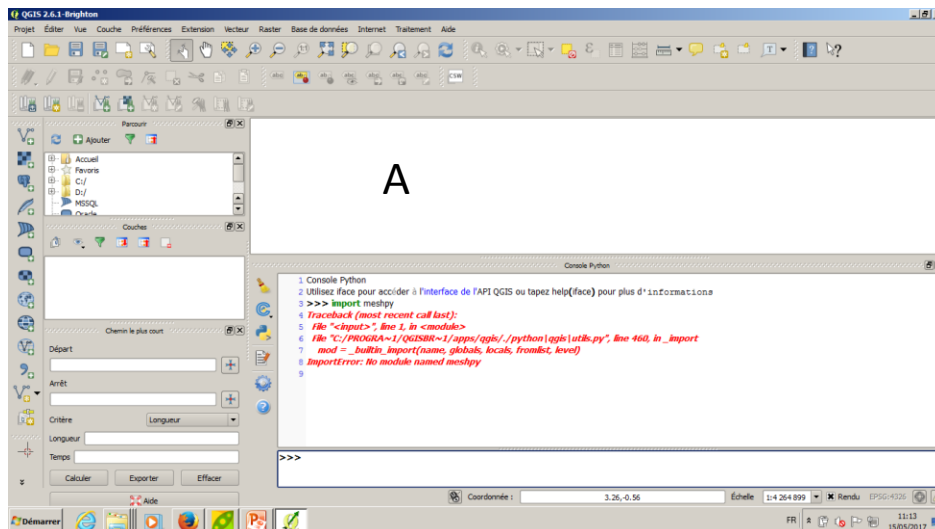 QGIS 2.6.1-Brighton
Projet Éditer Vue Couche Préférences Extension Vecteur Raster Base de données Internet Traitement Aide
CSW
Parcourir
Ajouter
Accueil
Favoris
C:/
D:/
MSSQL
Oracle
A
Couches
Console Python
1 Console Python
2 Utilisez iface pour accéder à l'interface de l'API QGIS ou tapez help(iface) pour plus d'informations
3 >>> import meshpy
4 Traceback (most recent call last):
5 File "<input>", line 1, in <module>
6 File "C:/PROGRA~1/QGISBR~1/apps/qgis/./python\qgis\utils.py", line 460, in _import
7 mod = _builtin_import(name, globals, locals, fromlist, level)
8 ImportError: No module named meshpy
9
>>>
Chemin le plus court
Départ
Arrêt
Critère Longueur
Longueur
Temps
Calculer Exporter Effacer
Aide
Coordonnée : 3.26,-0.56 Échelle 1:4 264 899 Rendu EPSG:4326
Démarrer FR 11:13
15/05/2017